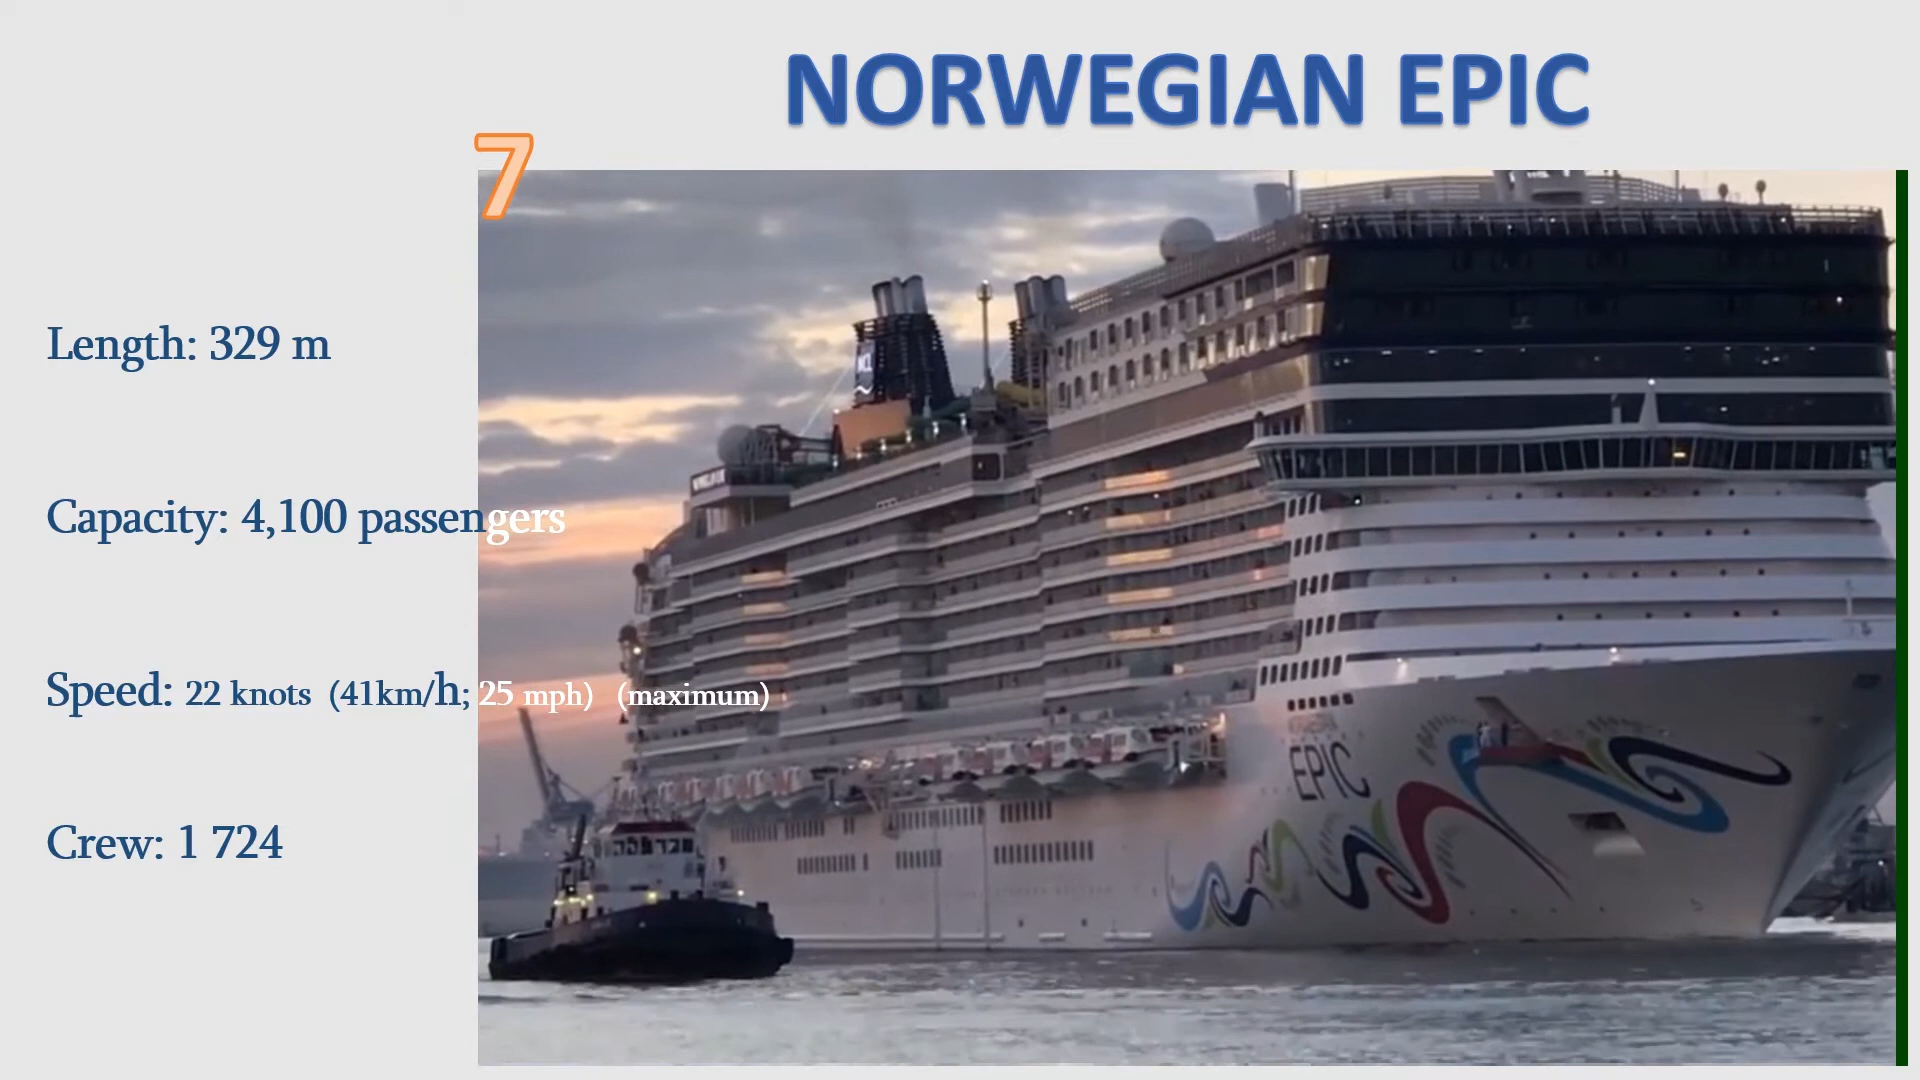 NORWEGIAN EPIC
7
Length: 329 m
Capacity: 4,100 passengers
Speed: 22 knots (41km/h; 25 mph) (maximum)
Crew: 1 724
NCL
EPIC